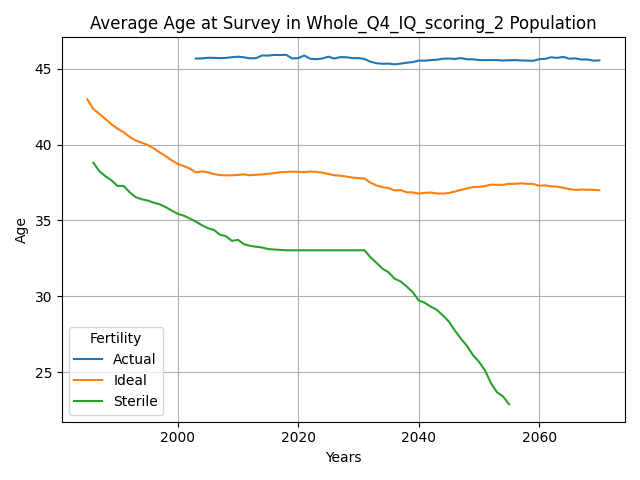 Average Age at Survey in Whole_Q4_IQ_scoring_2 Population
45
40
35
30
25
Age
Fertility
Actual
Ideal
Sterile
2000
2020
2040
2060
Years